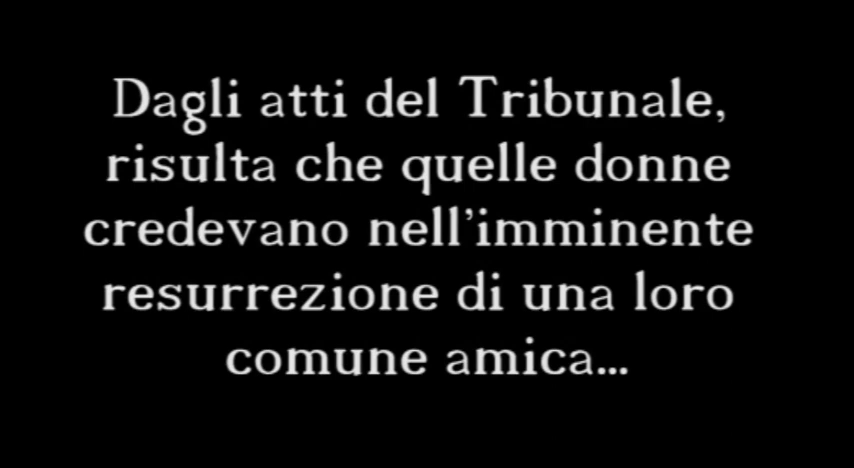 Dagli atti del Tribunale,
risulta che quelle donne
credevano nell'imminente
resurrezione di una loro
comune amica...